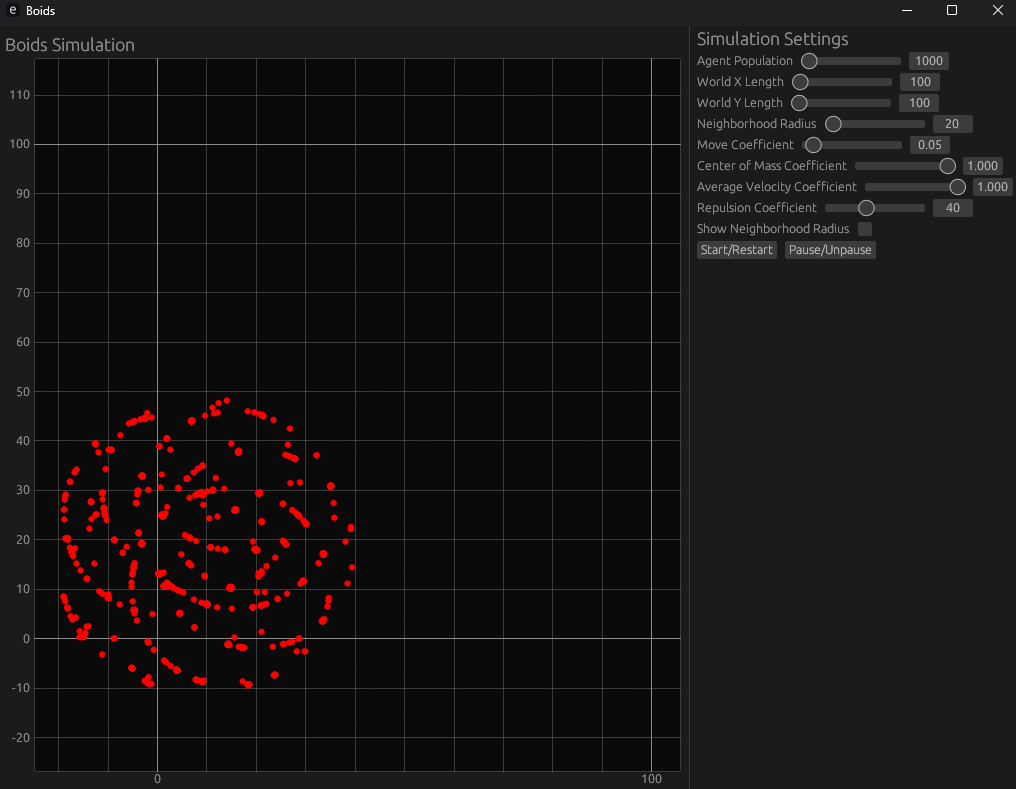 e Boids
Boids Simulation
110
100
90
80
70
60
50
40
30
20
10
0
-10
-20
0 100
Simulation Settings
Agent Population 1000
World X Length 100
World Y Length 100
Neighborhood Radius 20
Move Coefficient 0.05
Center of Mass Coefficient 1.000
Average Velocity Coefficient 1.000
Repulsion Coefficient 40
Show Neighborhood Radius
Start/Restart Pause/Unpause